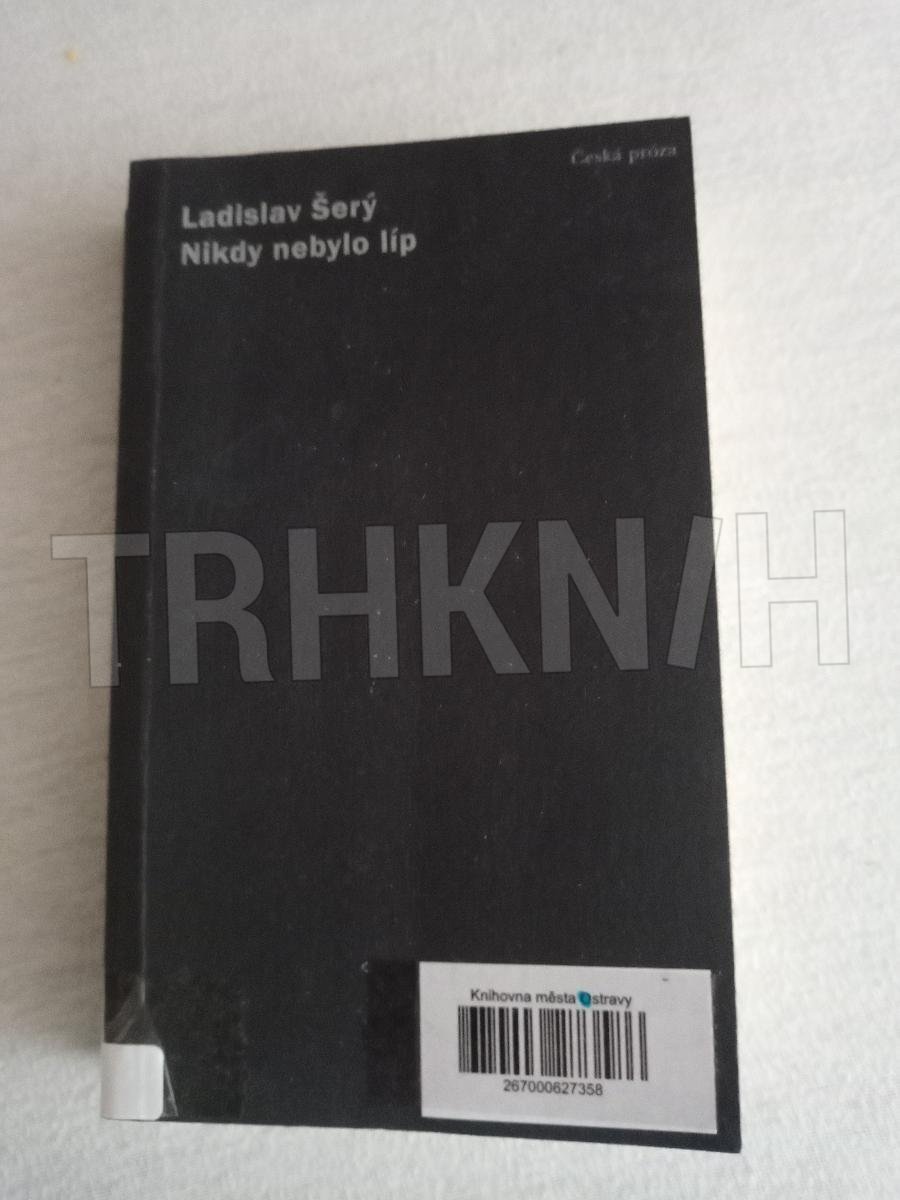 Česká próza
Ladislav Šerý
Nikdy nebylo líp
TRHKNIH
Knihovna města Ostravy
267000627358